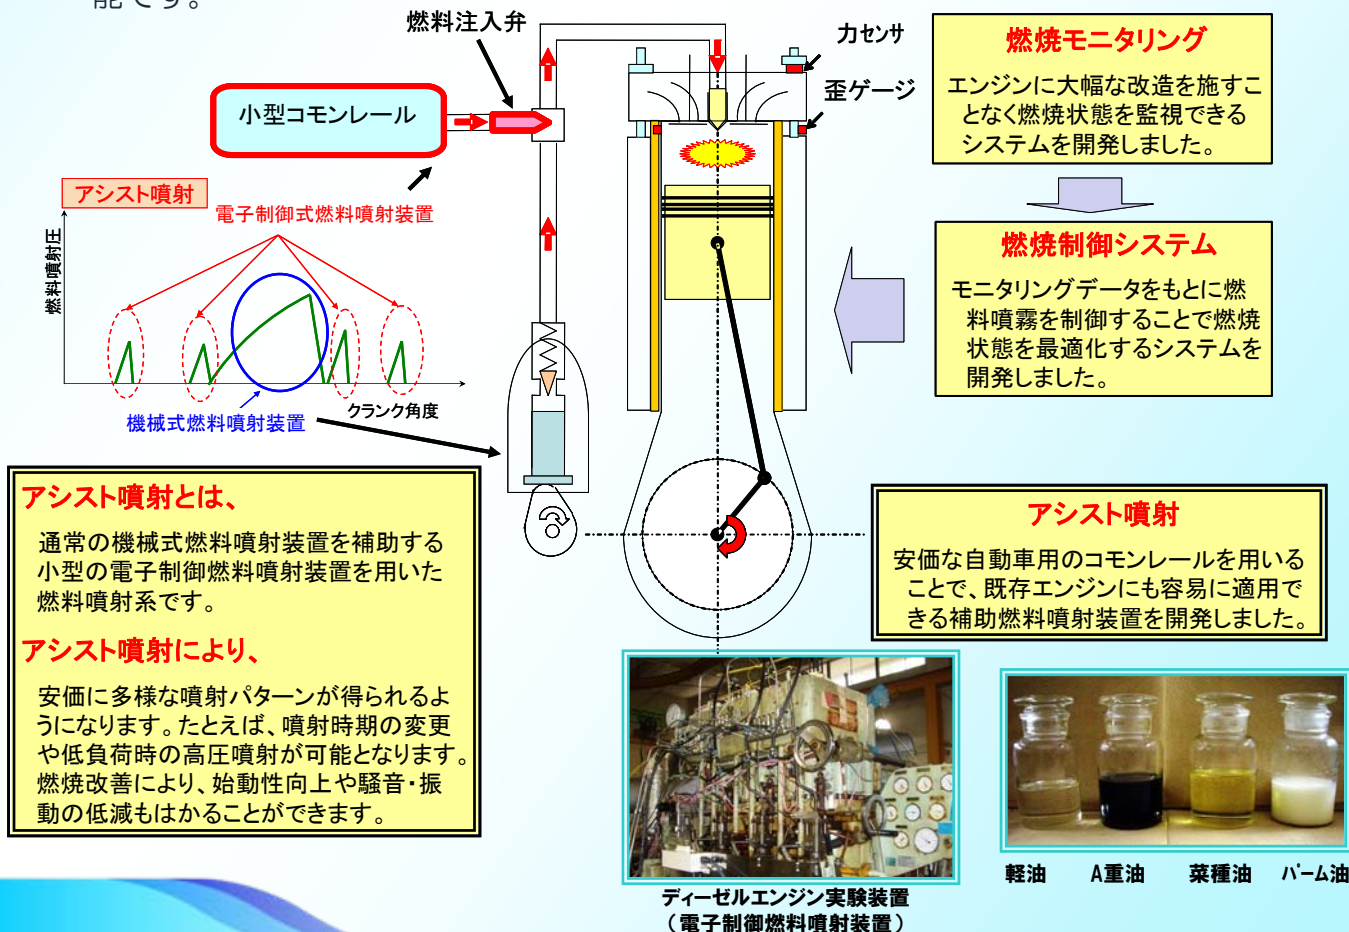 能です。
燃料注入弁
力センサ
歪ゲージ
小型コモンレール
アシスト噴射
電子制御式燃料噴射装置
燃料噴射圧
クランク角度
機械式燃料噴射装置
燃焼モニタリング
エンジンに大幅な改造を施すこ
となく燃焼状態を監視できる
システムを開発しました。
燃焼制御システム
モニタリングデータをもとに燃
料噴霧を制御することで燃焼
状態を最適化するシステムを
開発しました。
アシスト噴射とは、
通常の機械式燃料噴射装置を補助する
小型の電子制御燃料噴射装置を用いた
燃料噴射系です。
アシスト噴射により、
安価に多様な噴射パターンが得られるよ
うになります。たとえば、噴射時期の変更
や低負荷時の高圧噴射が可能となります。
燃焼改善により、始動性向上や騒音・振
動の低減もはかることができます。
アシスト噴射
安価な自動車用のコモンレールを用いる
ことで、既存エンジンにも容易に適用で
きる補助燃料噴射装置を開発しました。
ディーゼルエンジン実験装置
（電子制御燃料噴射装置）
軽油
A重油
菜種油
パーム油